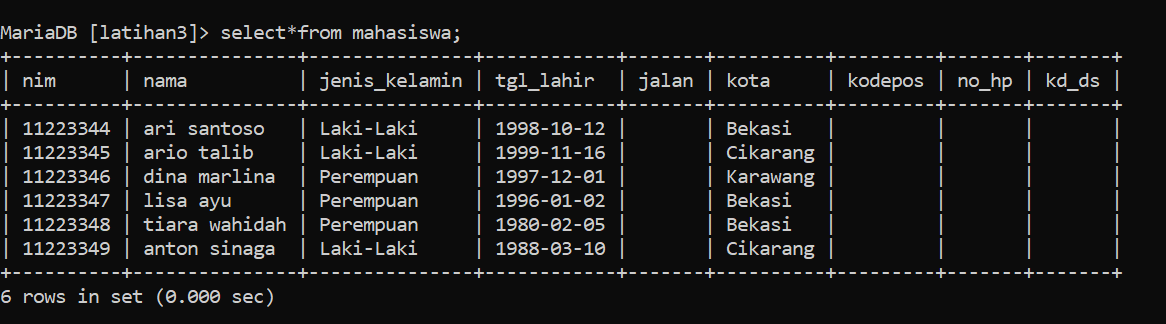 MariaDB [latihan3]> select*from mahasiswa;
+----------+---------------+---------------+------------+-------+----------+---------+-------+-------+
| nim      | nama          | jenis_kelamin | tgl_lahir  | jalan | kota     | kodepos | no_hp | kd_ds |
+----------+---------------+---------------+------------+-------+----------+---------+-------+-------+
| 11223344 | ari santoso   | Laki-Laki     | 1998-10-12 |       | Bekasi   |         |       |       |
| 11223345 | ario talib    | Laki-Laki     | 1999-11-16 |       | Cikarang |         |       |       |
| 11223346 | dina marlina  | Perempuan     | 1997-12-01 |       | Karawang |         |       |       |
| 11223347 | lisa ayu      | Perempuan     | 1996-01-02 |       | Bekasi   |         |       |       |
| 11223348 | tiara wahidah | Perempuan     | 1980-02-05 |       | Bekasi   |         |       |       |
| 11223349 | anton sinaga  | Laki-Laki     | 1988-03-10 |       | Cikarang |         |       |       |
+----------+---------------+---------------+------------+-------+----------+---------+-------+-------+
6 rows in set (0.000 sec)